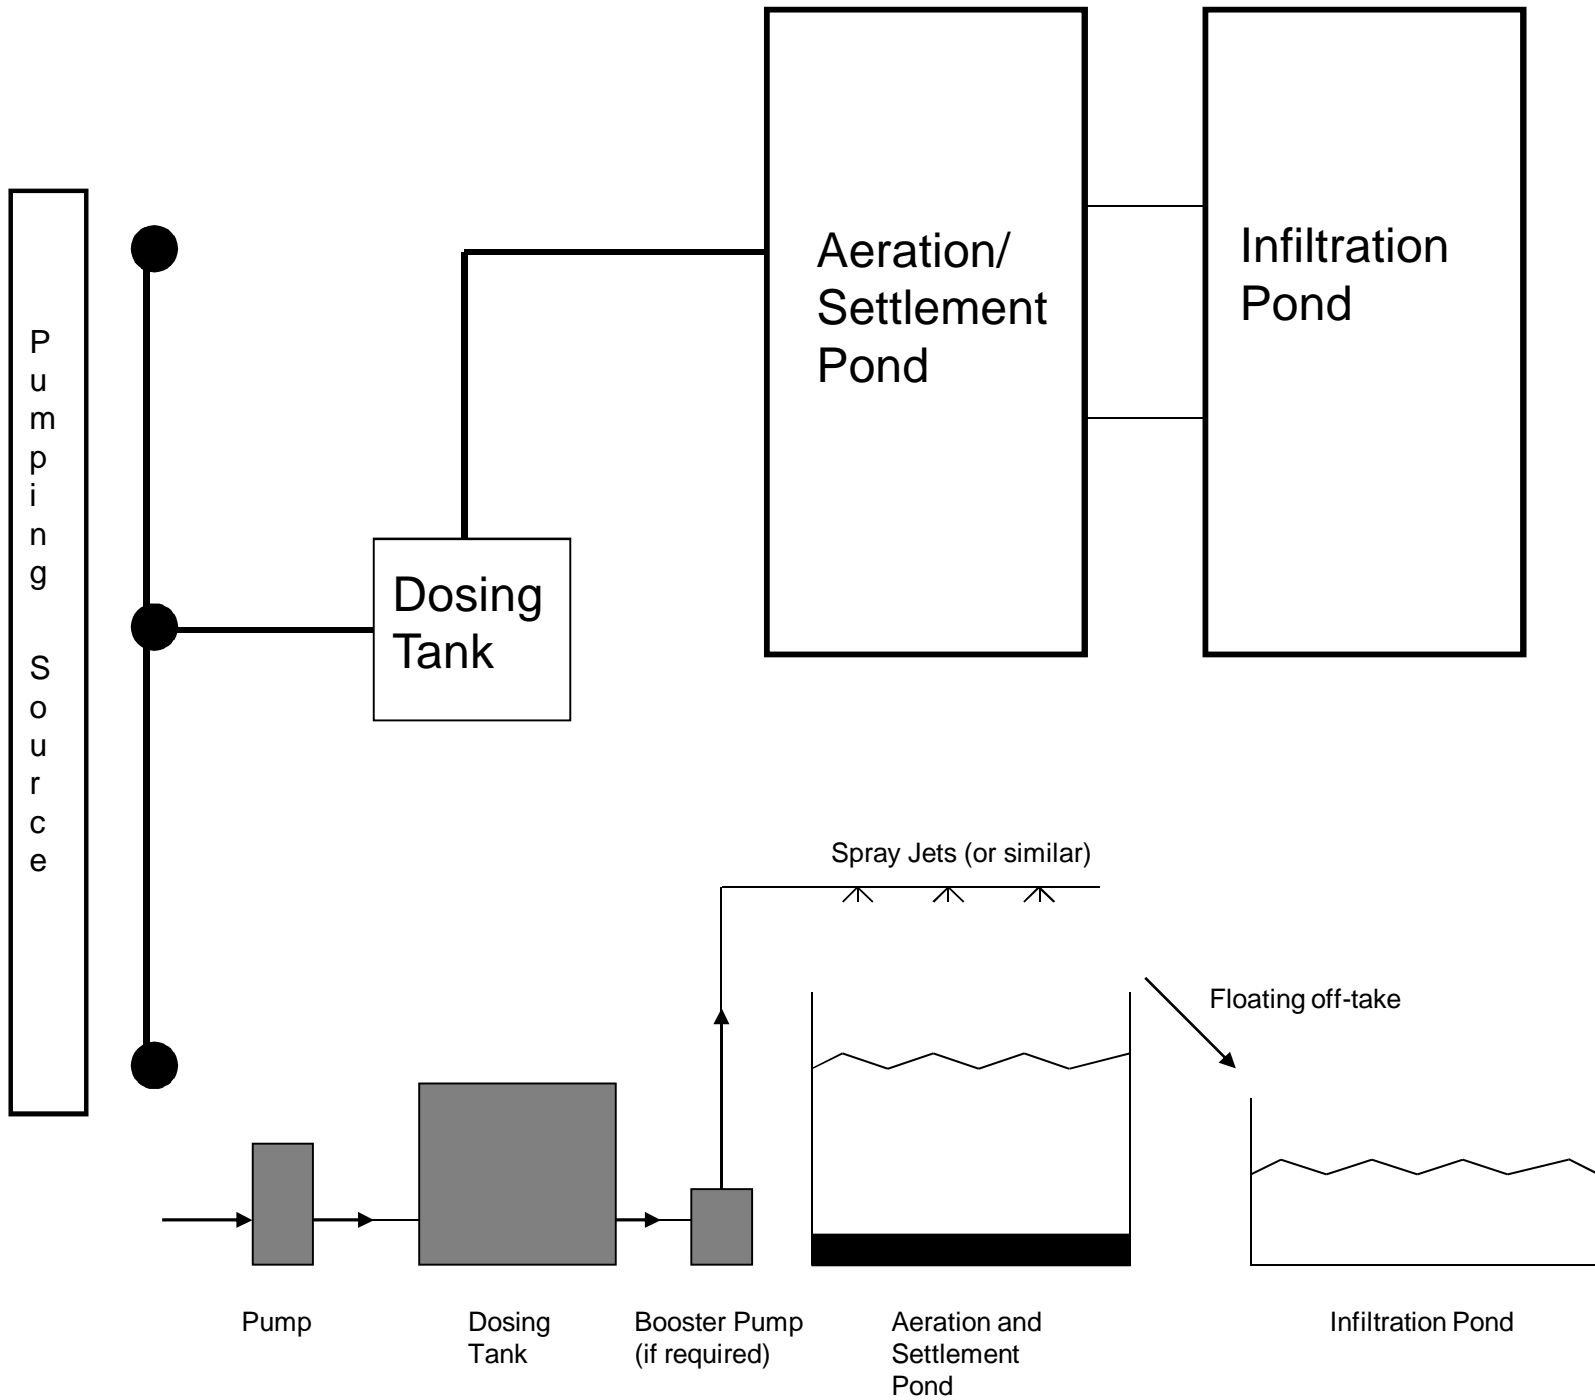 Pumping Source
Aeration/
Settlement
Pond
Infiltration
Pond
Dosing
Tank
Spray Jets (or similar)
Floating off-take
Pump
Dosing
Tank
Booster Pump
(if required)
Aeration and
Settlement
Pond
Infiltration Pond